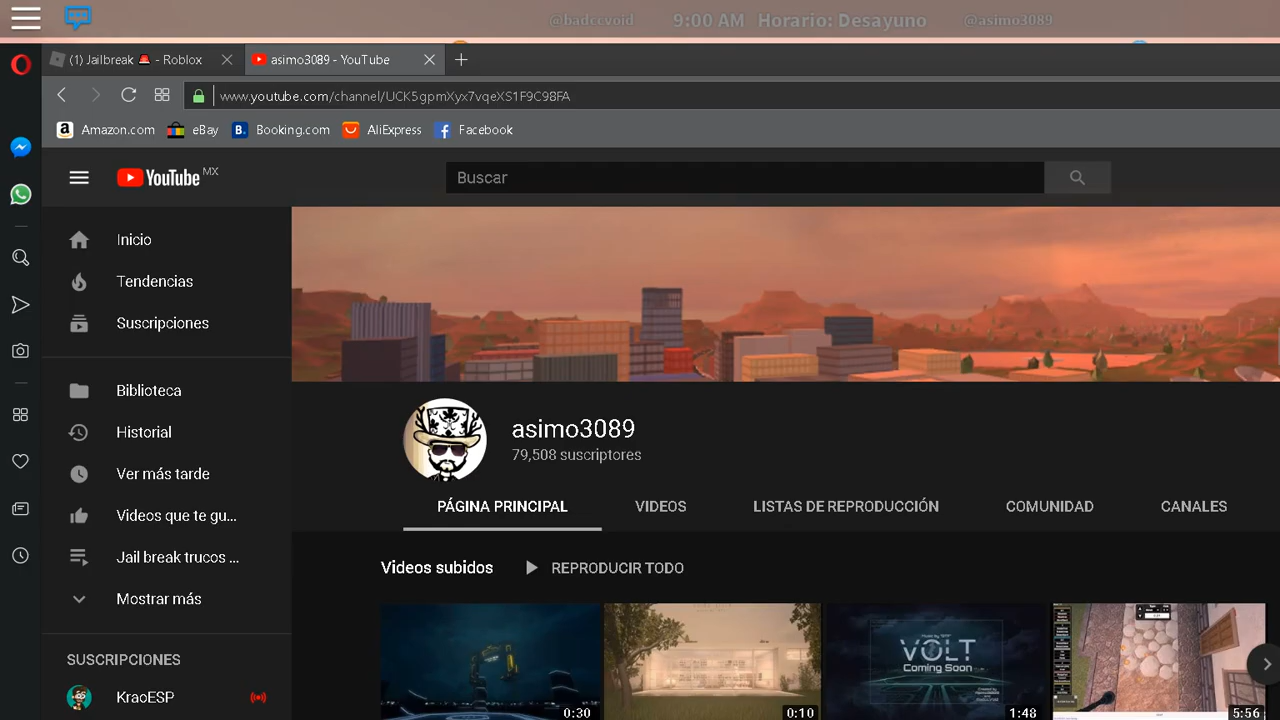 @badccvoid 9:00 AM Horario: Desayuno @asimo3089
(1) Jailbreak 🚨 - Roblox
asimo3089 - YouTube
www.youtube.com/channel/UCK5gpmXyx7vqeXS1F9C98FA
Amazon.com eBay Booking.com AliExpress Facebook
YouTube MX
Buscar
Inicio
Tendencias
Suscripciones
Biblioteca
Historial
Ver más tarde
Videos que te gu...
Jail break trucos ...
Mostrar más
SUSCRIPCIONES
KraoESP
asimo3089
79,508 suscriptores
PÁGINA PRINCIPAL VIDEOS LISTAS DE REPRODUCCIÓN COMUNIDAD CANALES
Videos subidos REPRODUCIR TODO
VOLT
Coming Soon
0:30 0:10 1:48 5:56